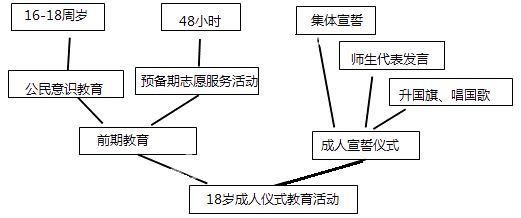 16-18周岁
48小时
集体宣誓
师生代表发言
公民意识教育
预备期志愿服务活动
升国旗、唱国歌
前期教育
成人宣誓仪式
18岁成人仪式教育活动